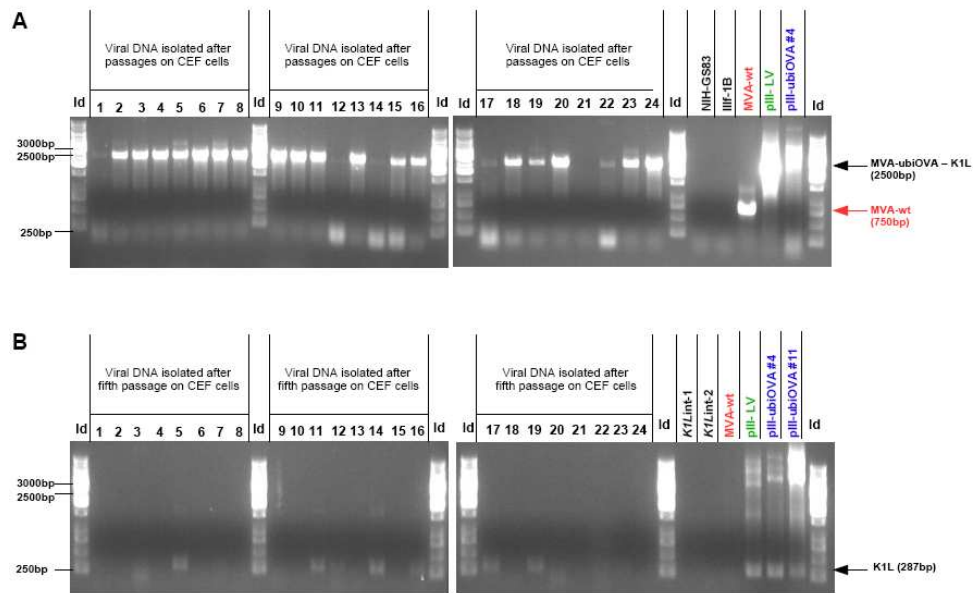 A
Viral DNA isolated after
passages on CEF cells
Viral DNA isolated after
passages on CEF cells
Viral DNA isolated after
passages on CEF cells
ld 1 2 3 4 5 6 7 8 ld 9 10 11 12 13 14 15 16 ld 17 18 19 20 21 22 23 24 ld NIH-GS83 IIIf-1B MVA-wt pIII- LV pIII-ubiOVA #4 ld
3000bp
2500bp
250bp
MVA-ubiOVA – K1L
(2500bp)
MVA-wt
(750bp)
B
Viral DNA isolated after
fifth passage on CEF cells
Viral DNA isolated after
fifth passage on CEF cells
Viral DNA isolated after
fifth passage on CEF cells
ld 1 2 3 4 5 6 7 8 ld 9 10 11 12 13 14 15 16 ld 17 18 19 20 21 22 23 24 ld K1Lint-1 K1Lint-2 MVA-wt pIII- LV pIII-ubiOVA #4 pIII-ubiOVA #11 ld
3000bp
2500bp
250bp
K1L (287bp)